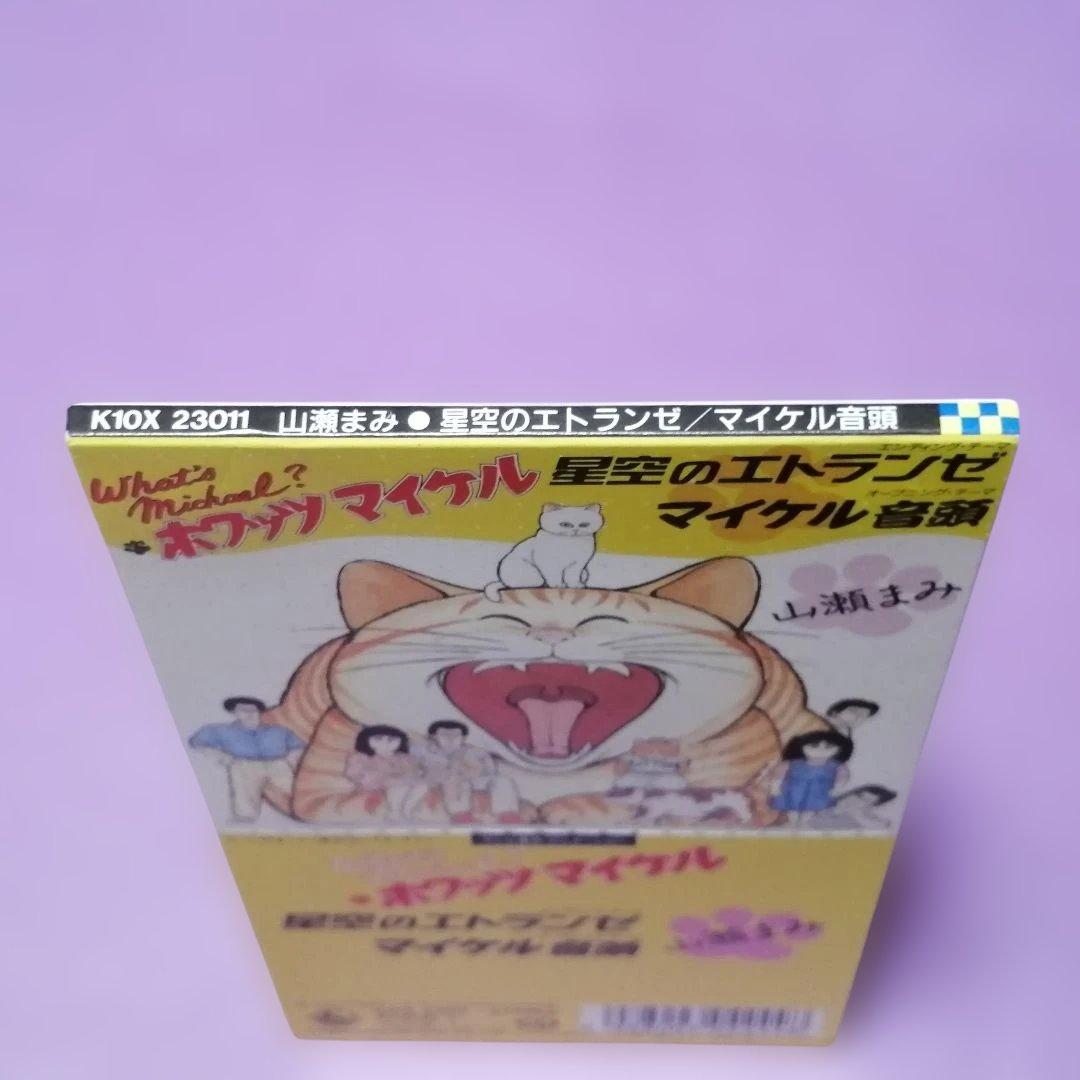 K10X 23011 山瀬まみ●星空のエトランゼ/マイケル音頭
What's Michael?
ホワッツ マイケル
エンディング・テーマ
星空のエトランゼ
オープニング・テーマ
マイケル音頭
山瀬まみ
ホワッツ マイケル
星空のエトランゼ
マイケル音頭
山瀬まみ